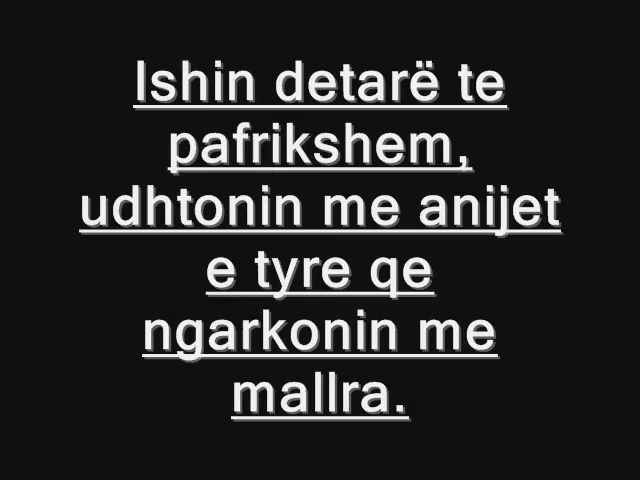 Ishin detarë te
pafrikshem,
udhtonin me anijet
e tyre qe
ngarkonin me
mallra.